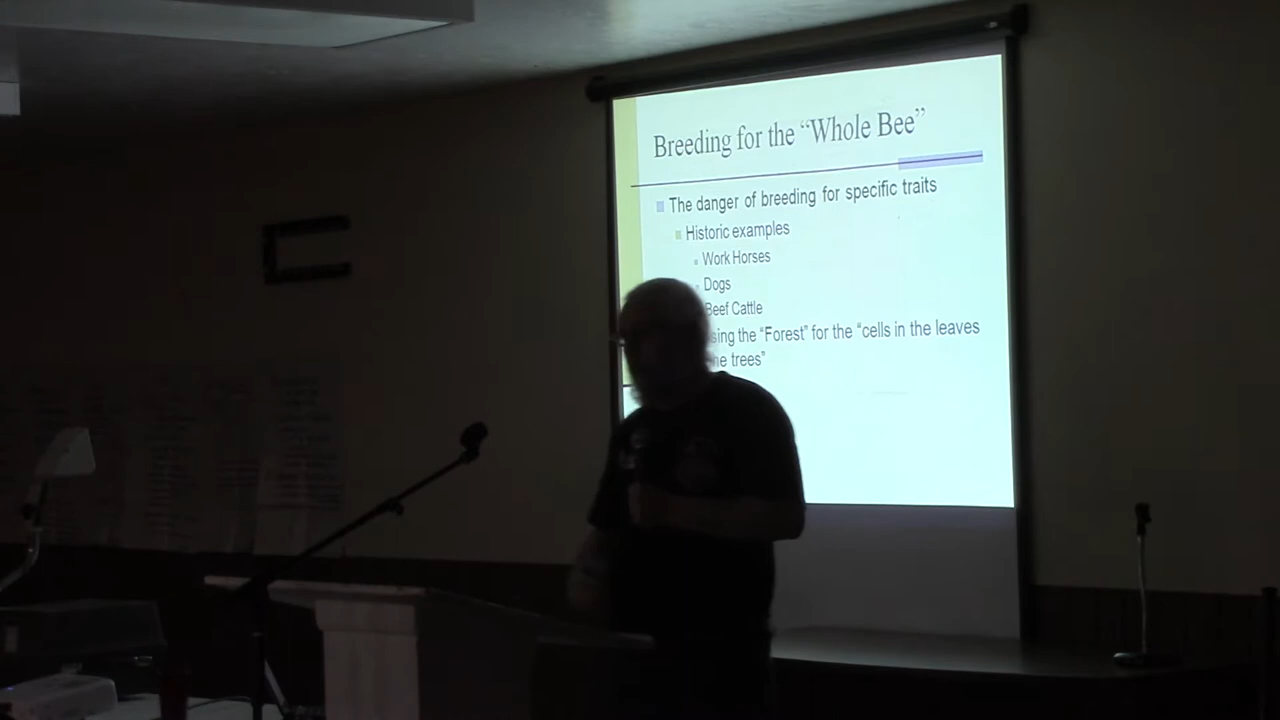 Breeding for the “Whole Bee”
The danger of breeding for specific traits
Historic examples
Work Horses
Dogs
Beef Cattle
the “Forest” for the “cells in the leaves
trees”